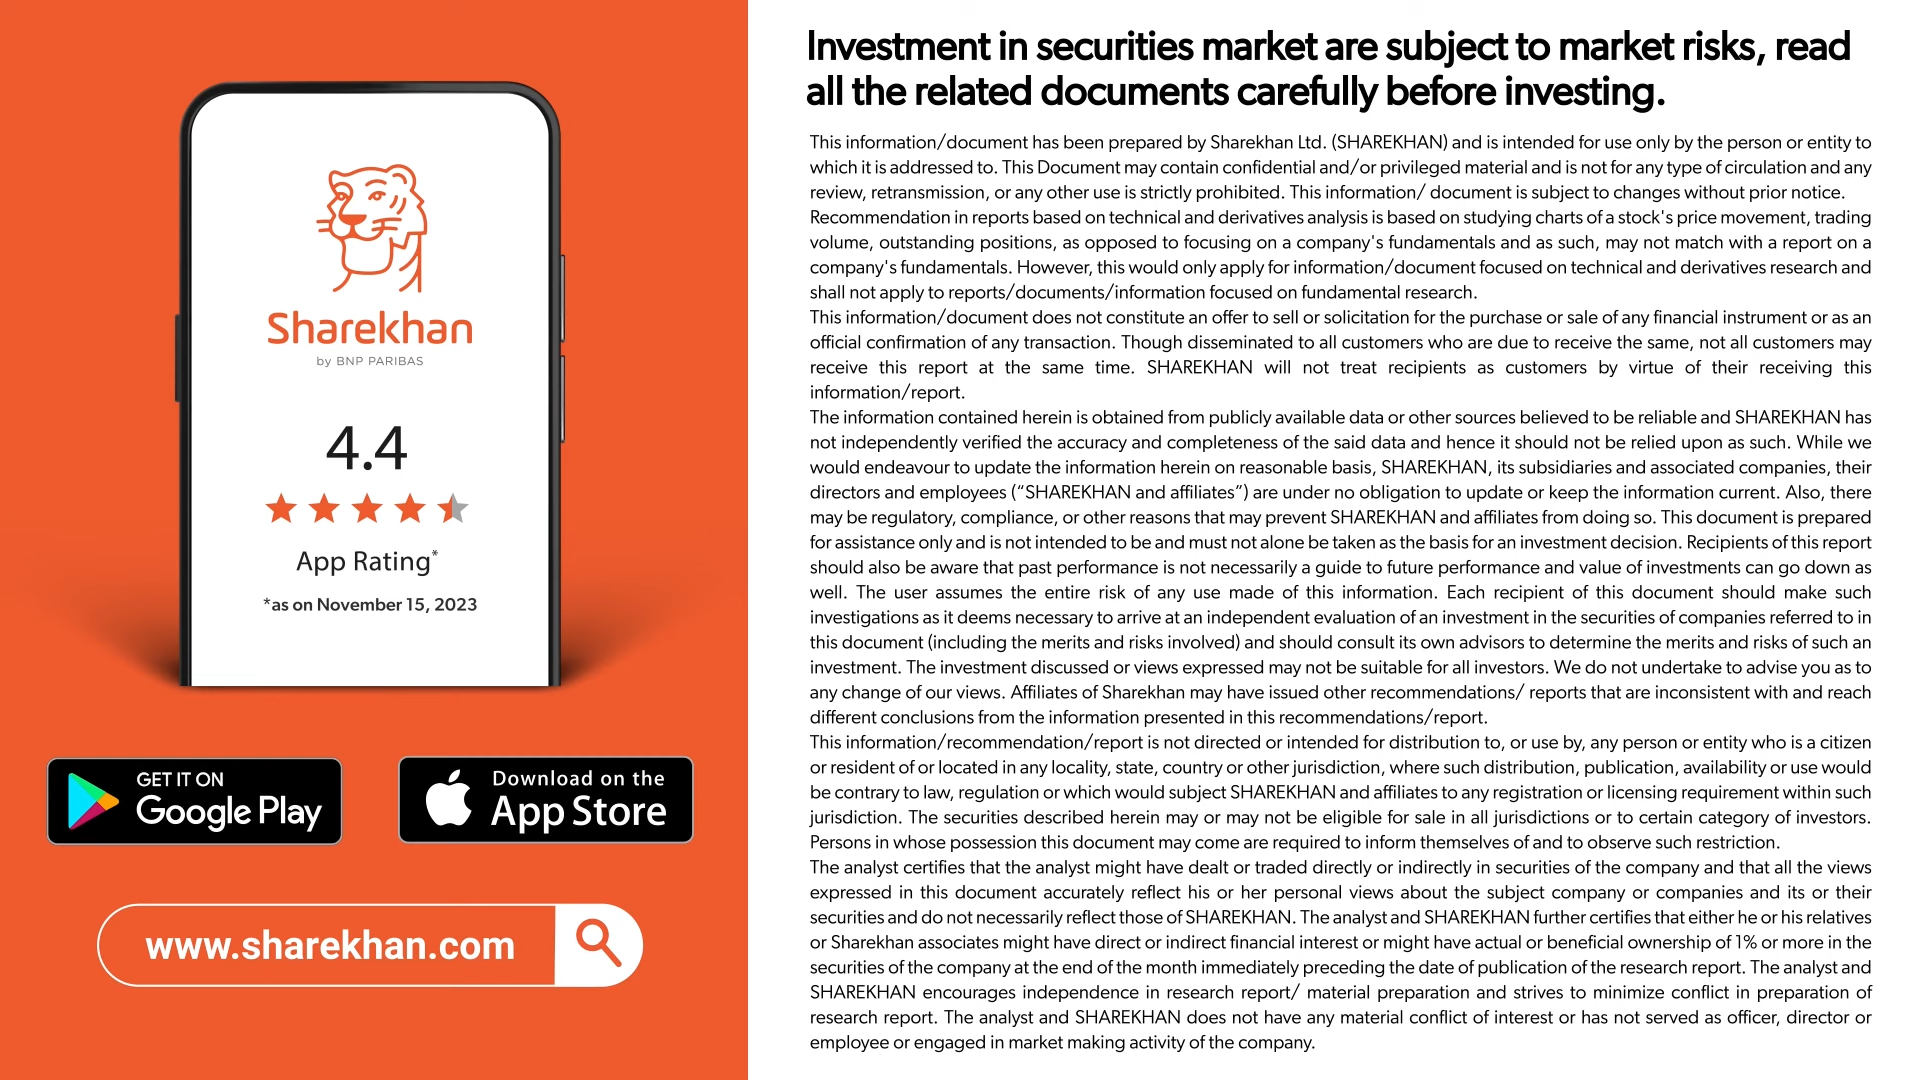 Sharekhan
by BNP PARIBAS
4.4
App Rating*
*as on November 15, 2023
GET IT ON
Google Play
Download on the
App Store
www.sharekhan.com
Investment in securities market are subject to market risks, read
all the related documents carefully before investing.
This information/document has been prepared by Sharekhan Ltd. (SHAREKHAN) and is intended for use only by the person or entity to
which it is addressed to. This Document may contain confidential and/or privileged material and is not for any type of circulation and any
review, retransmission, or any other use is strictly prohibited. This information/ document is subject to changes without prior notice.
Recommendation in reports based on technical and derivatives analysis is based on studying charts of a stock's price movement, trading
volume, outstanding positions, as opposed to focusing on a company's fundamentals and as such, may not match with a report on a
company's fundamentals. However, this would only apply for information/document focused on technical and derivatives research and
shall not apply to reports/documents/information focused on fundamental research.
This information/document does not constitute an offer to sell or solicitation for the purchase or sale of any financial instrument or as an
official confirmation of any transaction. Though disseminated to all customers who are due to receive the same, not all customers may
receive this report at the same time. SHAREKHAN will not treat recipients as customers by virtue of their receiving this
information/report.
The information contained herein is obtained from publicly available data or other sources believed to be reliable and SHAREKHAN has
not independently verified the accuracy and completeness of the said data and hence it should not be relied upon as such. While we
would endeavour to update the information herein on reasonable basis, SHAREKHAN, its subsidiaries and associated companies, their
directors and employees (“SHAREKHAN and affiliates”) are under no obligation to update or keep the information current. Also, there
may be regulatory, compliance, or other reasons that may prevent SHAREKHAN and affiliates from doing so. This document is prepared
for assistance only and is not intended to be and must not alone be taken as the basis for an investment decision. Recipients of this report
should also be aware that past performance is not necessarily a guide to future performance and value of investments can go down as
well. The user assumes the entire risk of any use made of this information. Each recipient of this document should make such
investigations as it deems necessary to arrive at an independent evaluation of an investment in the securities of companies referred to in
this document (including the merits and risks involved) and should consult its own advisors to determine the merits and risks of such an
investment. The investment discussed or views expressed may not be suitable for all investors. We do not undertake to advise you as to
any change of our views. Affiliates of Sharekhan may have issued other recommendations/ reports that are inconsistent with and reach
different conclusions from the information presented in this recommendations/report.
This information/recommendation/report is not directed or intended for distribution to, or use by, any person or entity who is a citizen
or resident of or located in any locality, state, country or other jurisdiction, where such distribution, publication, availability or use would
be contrary to law, regulation or which would subject SHAREKHAN and affiliates to any registration or licensing requirement within such
jurisdiction. The securities described herein may or may not be eligible for sale in all jurisdictions or to certain category of investors.
Persons in whose possession this document may come are required to inform themselves of and to observe such restriction.
The analyst certifies that the analyst might have dealt or traded directly or indirectly in securities of the company and that all the views
expressed in this document accurately reflect his or her personal views about the subject company or companies and its or their
securities and do not necessarily reflect those of SHAREKHAN. The analyst and SHAREKHAN further certifies that either he or his relatives
or Sharekhan associates might have direct or indirect financial interest or might have actual or beneficial ownership of 1% or more in the
securities of the company at the end of the month immediately preceding the date of publication of the research report. The analyst and
SHAREKHAN encourages independence in research report/ material preparation and strives to minimize conflict in preparation of
research report. The analyst and SHAREKHAN does not have any material conflict of interest or has not served as officer, director or
employee or engaged in market making activity of the company.